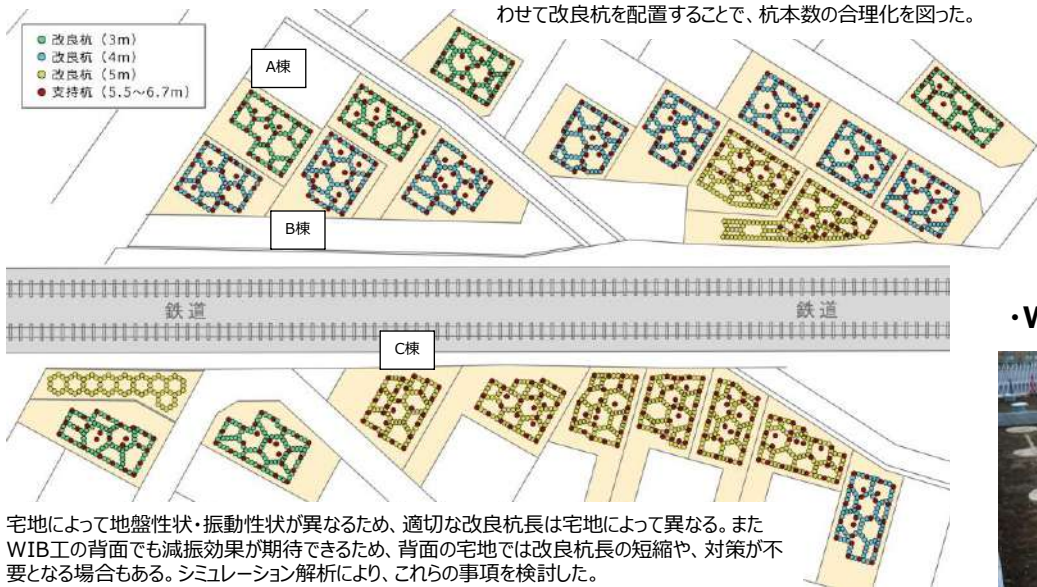 わせて改良杭を配置することで、杭本数の合理化を図った。
改良杭（3m）
改良杭（4m）
改良杭（5m）
支持杭（5.5～6.7m）
A棟
B棟
鉄道
鉄道
C棟
・W
宅地によって地盤性状・振動性状が異なるため、適切な改良杭長は宅地によって異なる。また
WIB工の背面でも減振効果が期待できるため、背面の宅地では改良杭長の短縮や、対策が不
要となる場合もある。シミュレーション解析により、これらの事項を検討した。